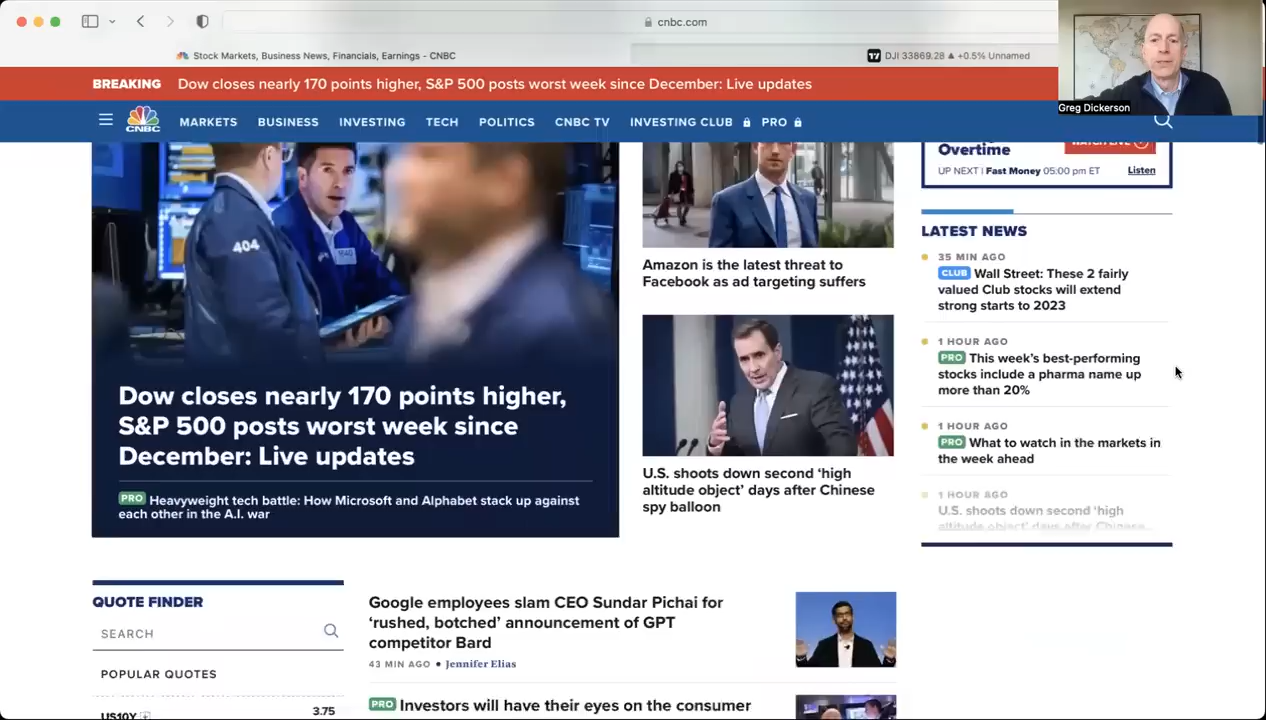 cnbc.com
Stock Markets, Business News, Financials, Earnings - CNBC
DJI 33869.28 ▲ +0.5% Unnamed
Greg Dickerson
BREAKING Dow closes nearly 170 points higher, S&P 500 posts worst week since December: Live updates
CNBC
MARKETS BUSINESS INVESTING TECH POLITICS CNBC TV INVESTING CLUB PRO
404
Dow closes nearly 170 points higher,
S&P 500 posts worst week since
December: Live updates
PRO Heavyweight tech battle: How Microsoft and Alphabet stack up against
each other in the A.I. war
Amazon is the latest threat to
Facebook as ad targeting suffers
U.S. shoots down second ‘high
altitude object’ days after Chinese
spy balloon
Overtime
WATCH LIVE
UP NEXT | Fast Money 05:00 pm ET Listen
LATEST NEWS
35 MIN AGO
CLUB Wall Street: These 2 fairly
valued Club stocks will extend
strong starts to 2023
1 HOUR AGO
PRO This week’s best-performing
stocks include a pharma name up
more than 20%
1 HOUR AGO
PRO What to watch in the markets in
the week ahead
1 HOUR AGO
U.S. shoots down second ‘high
altitude object’ days after Chinese...
QUOTE FINDER
SEARCH
POPULAR QUOTES
US10Y 3.75
Google employees slam CEO Sundar Pichai for
‘rushed, botched’ announcement of GPT
competitor Bard
43 MIN AGO • Jennifer Elias
PRO Investors will have their eyes on the consumer